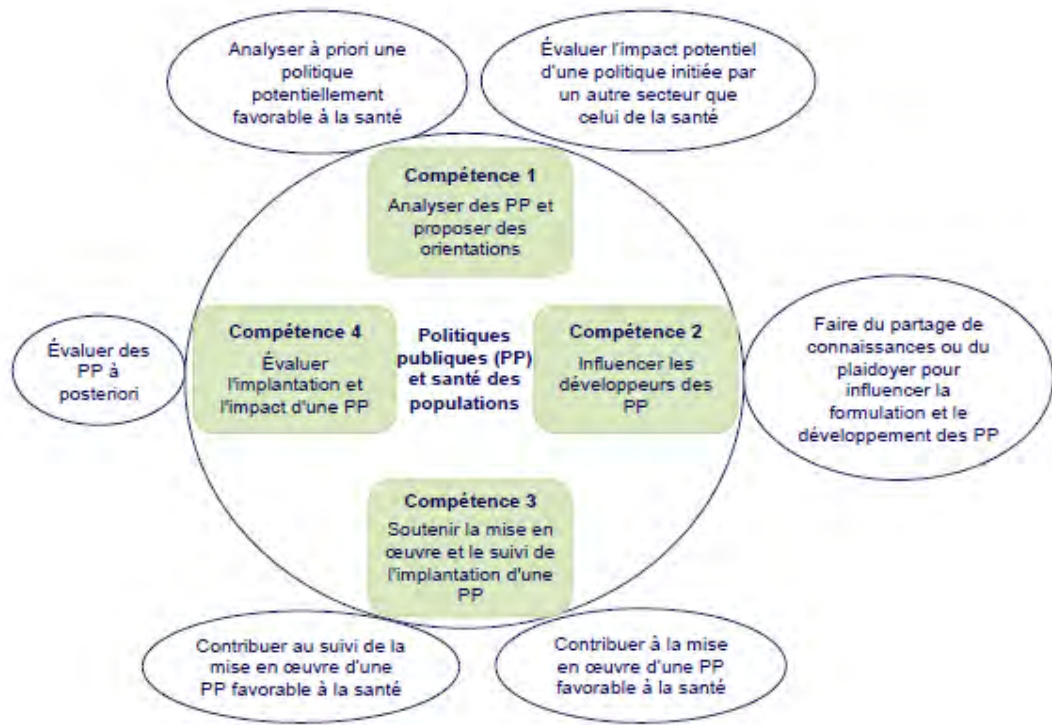 Analyser à priori une
politique
potentiellement
favorable à la santé
Évaluer l'impact potentiel
d'une politique initiée par
un autre secteur que
celui de la santé
Compétence 1
Analyser des PP et
proposer des
orientations
Évaluer des
PP à
posteriori
Compétence 4
Évaluer
l'implantation et
l'impact d'une PP
Politiques
publiques (PP)
et santé des
populations
Compétence 2
Influencer les
développeurs des
PP
Faire du partage de
connaissances ou du
plaidoyer pour
influencer la
formulation et le
développement des PP
Compétence 3
Soutenir la mise en
œuvre et le suivi de
l'implantation d'une
PP
Contribuer au suivi de la
mise en œuvre d'une
PP favorable à la santé
Contribuer à la mise
en œuvre d'une PP
favorable à la santé